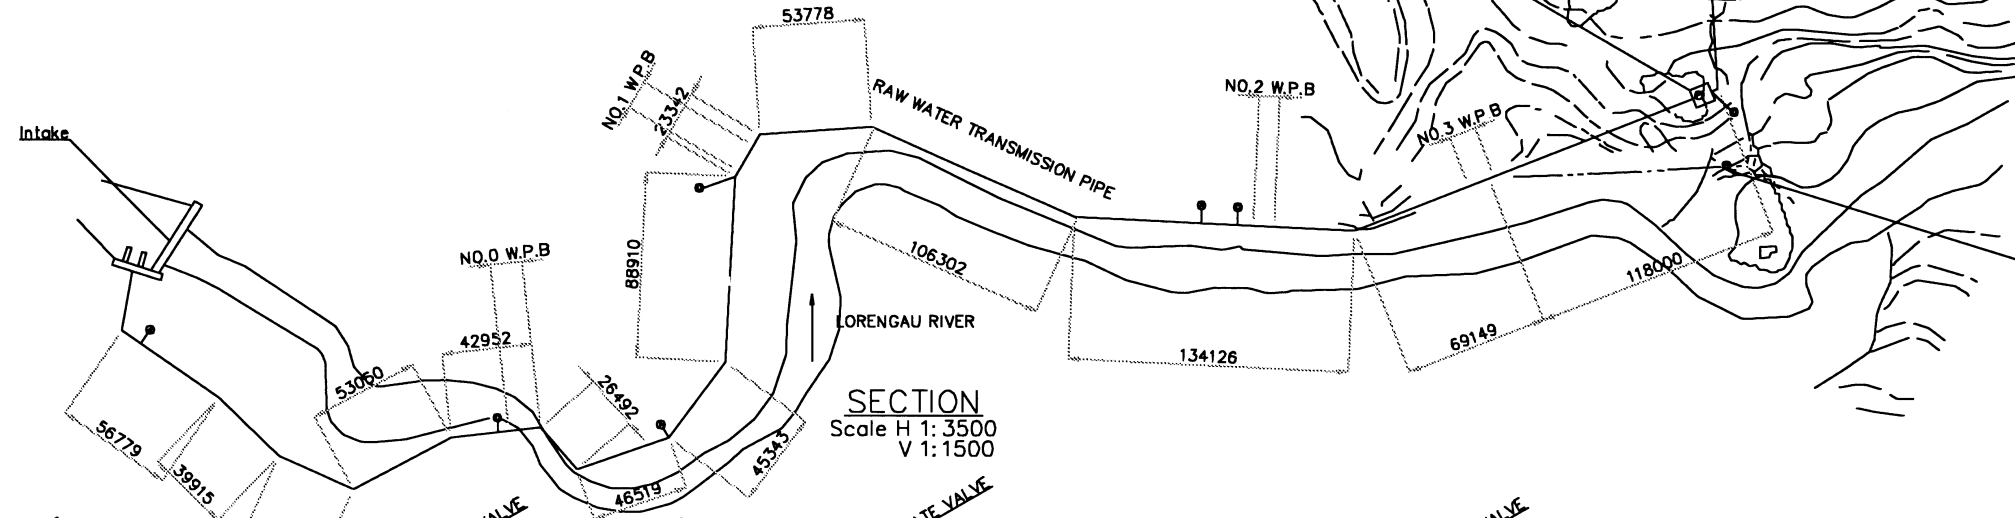 53778
NO.1 W.P.B
23342
RAW WATER TRANSMISSION PIPE
NO.2 W.P.B
NO.3 W.P.B
Intake
NO.0 W.P.B
88910
106302
118000
LORENGAU RIVER
42952
69149
134126
53060
26492
SECTION
Scale H 1:3500
V 1:1500
56779
39915
45343
46519
VALVE